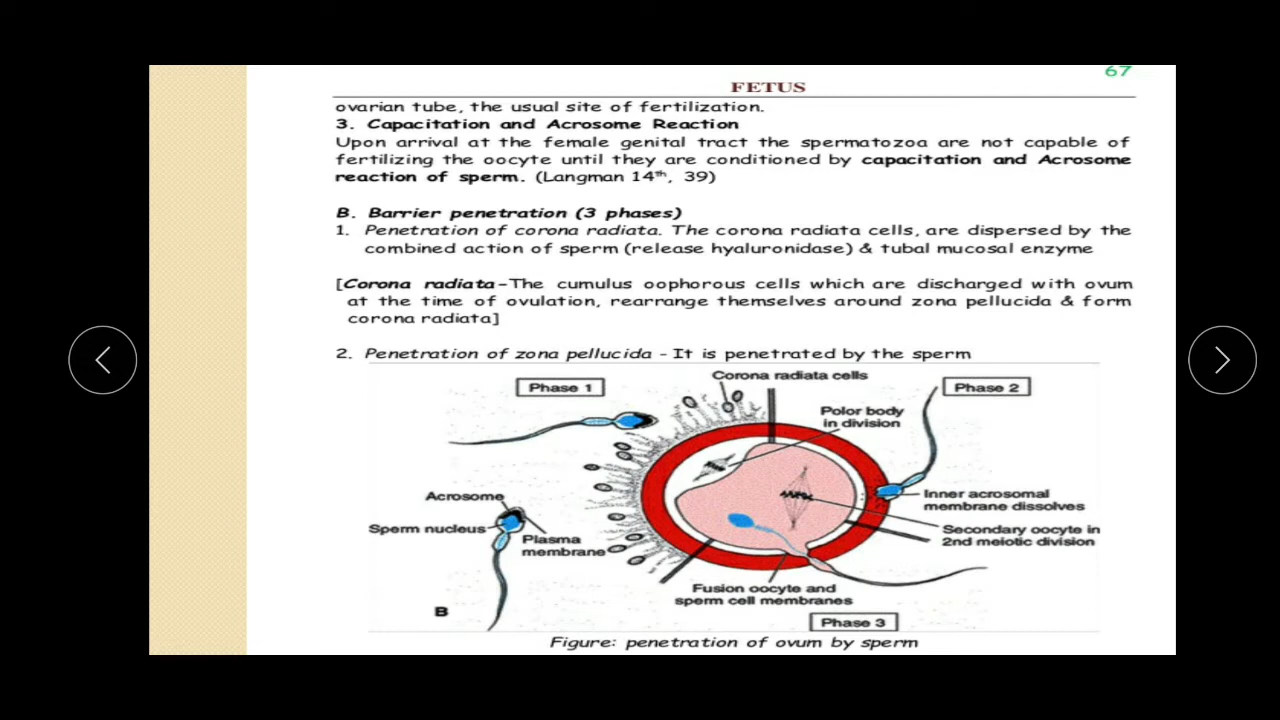 67
FETUS
ovarian tube, the usual site of fertilization.
3. Capacitation and Acrosome Reaction
Upon arrival at the female genital tract the spermatozoa are not capable of
fertilizing the oocyte until they are conditioned by capacitation and Acrosome
reaction of sperm. (Langman 14th, 39)
B. Barrier penetration (3 phases)
1. Penetration of corona radiata. The corona radiata cells, are dispersed by the
combined action of sperm (release hyaluronidase) & tubal mucosal enzyme
[Corona radiata-The cumulus oophorous cells which are discharged with ovum
at the time of ovulation, rearrange themselves around zona pellucida & form
corona radiata]
2. Penetration of zona pellucida - It is penetrated by the sperm
Corona radiata cells
Phase 1
Phase 2
Polor body
in division
Acrosome
Sperm nucleus
Plasma
membrane
Inner acrosomal
membrane dissolves
Secondary oocyte in
2nd meiotic division
Fusion oocyte and
sperm cell membranes
B
Phase 3
Figure: penetration of ovum by sperm